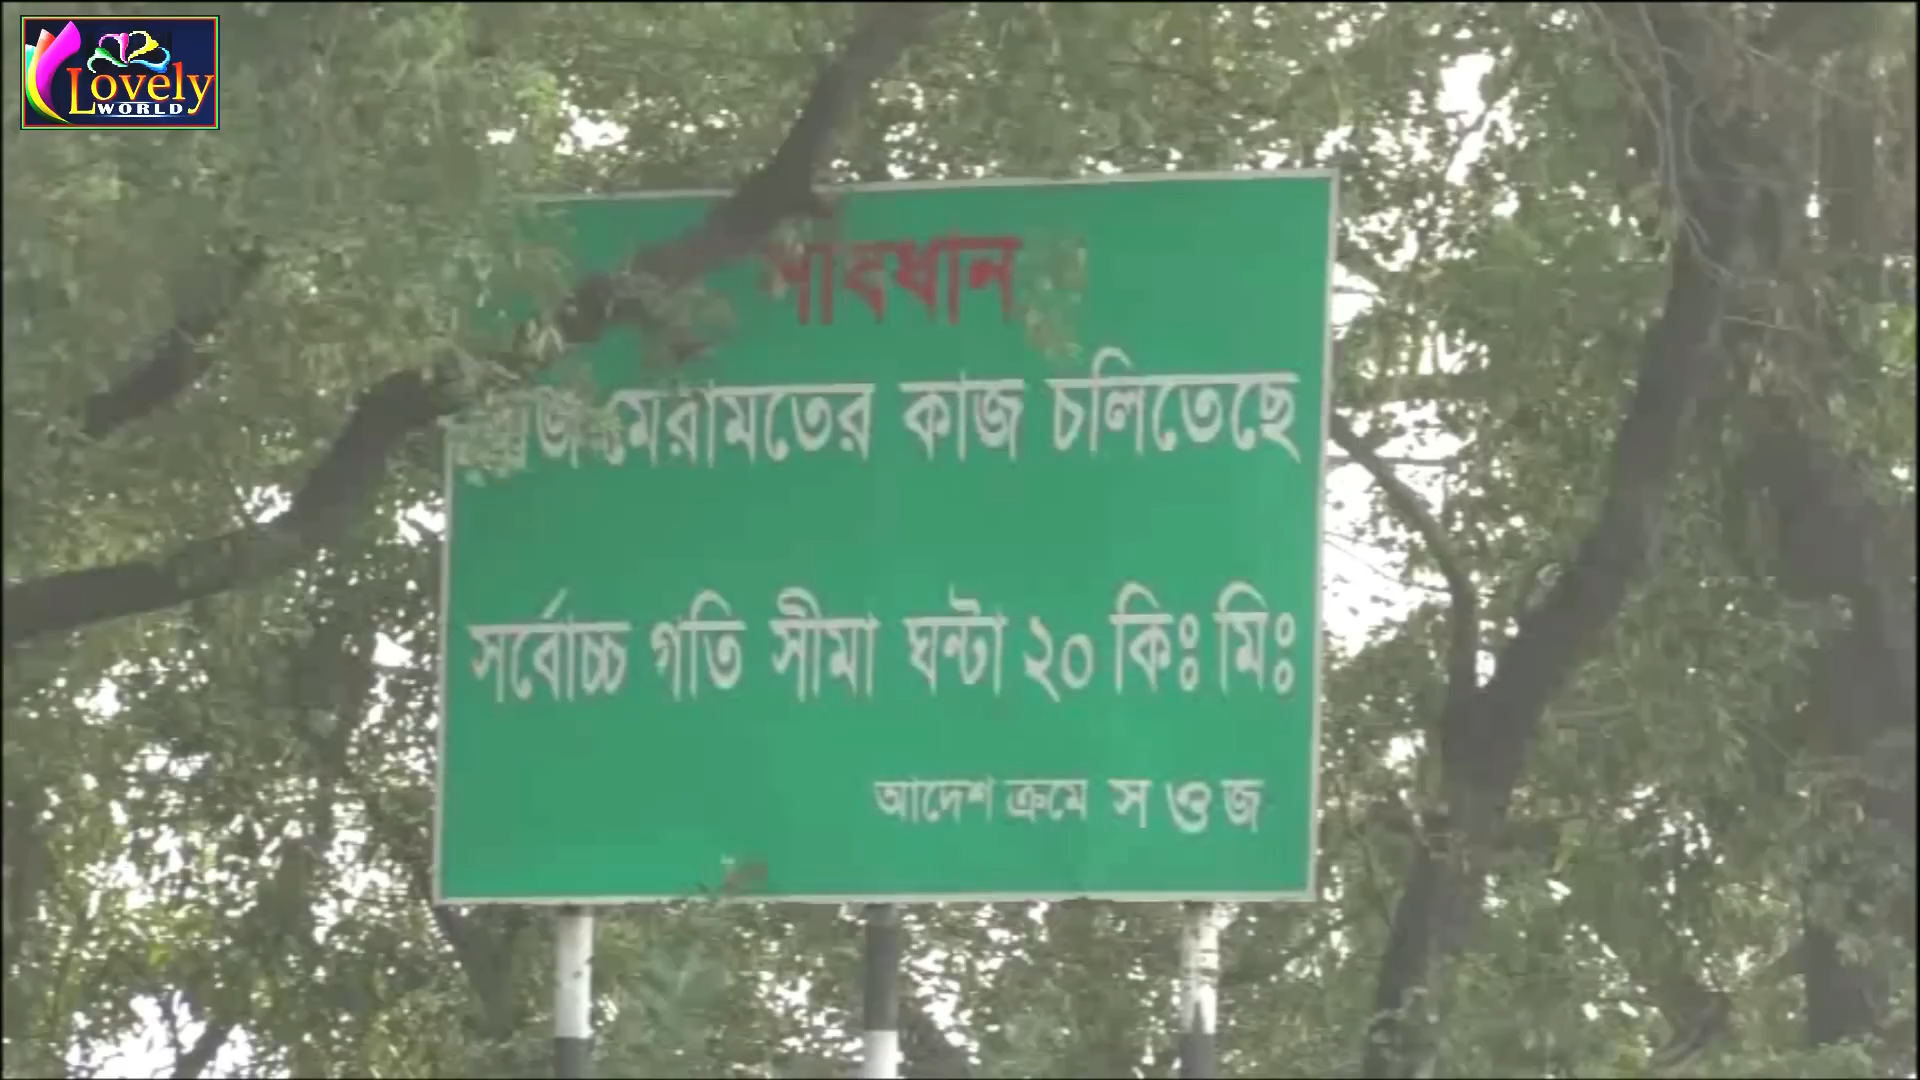 Lovely
WORLD
সাবধান
ব্রীজ মেরামতের কাজ চলিতেছে
সর্বোচ্চ গতি সীমা ঘন্টা ২০ কিঃ মিঃ
আদেশ ক্রমে স ও জ